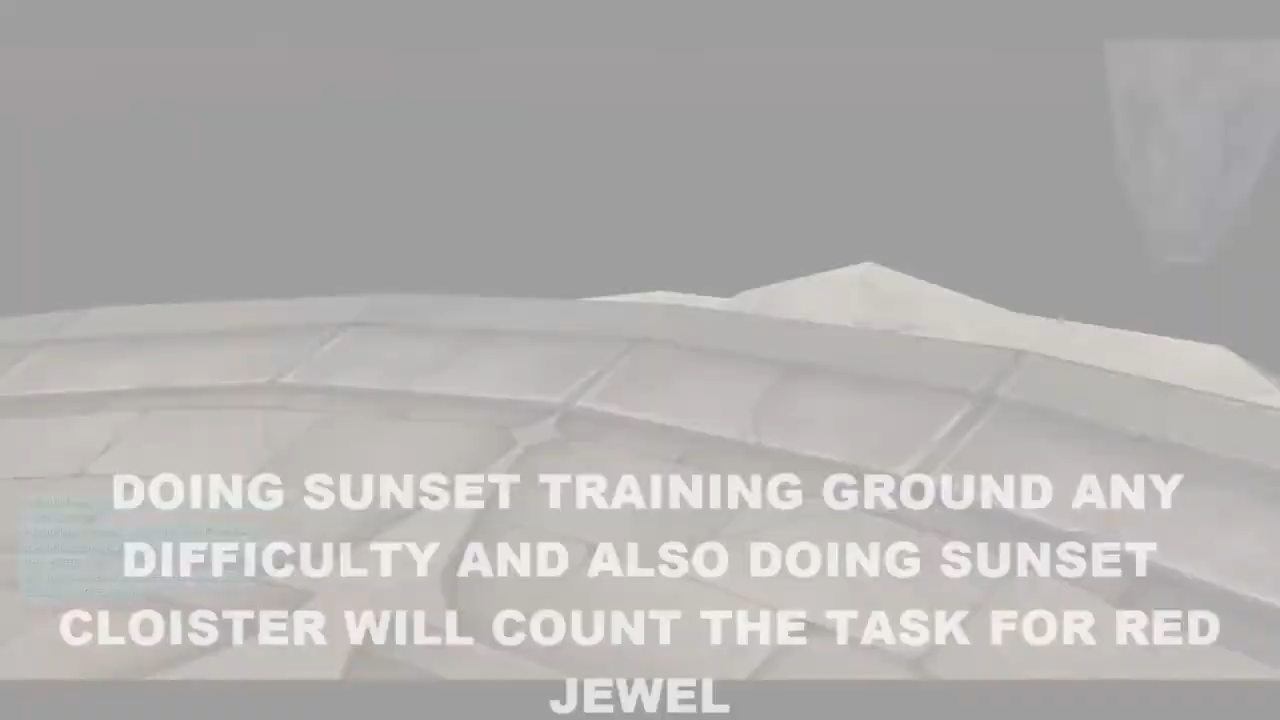 DOING SUNSET TRAINING GROUND ANY
DIFFICULTY AND ALSO DOING SUNSET
CLOISTER WILL COUNT THE TASK FOR RED
JEWEL